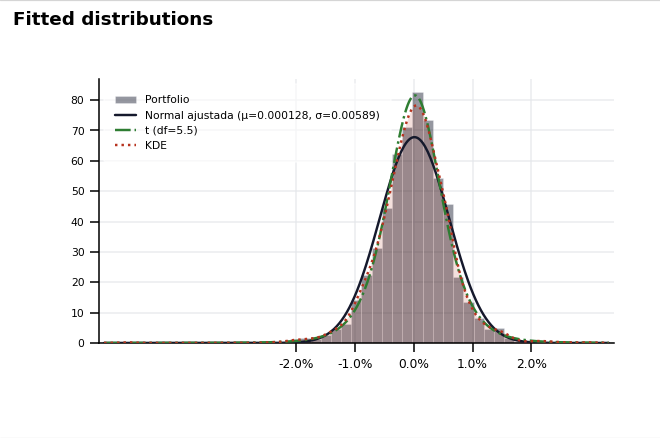 Fitted distributions
80
70
60
50
40
30
20
10
0
Portfolio
Normal ajustada (μ=0.000128, σ=0.00589)
t (df=5.5)
KDE
-2.0%
-1.0%
0.0%
1.0%
2.0%